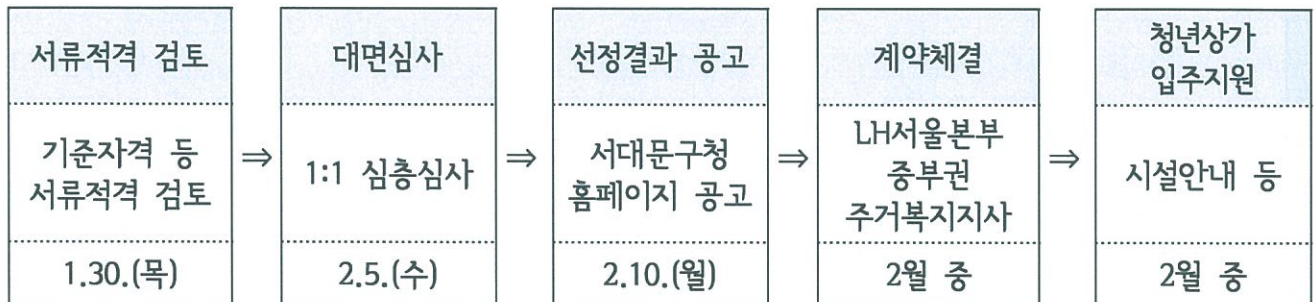 서류적격 검토
기준자격 등
서류적격 검토
1.30.(목)
⇒
대면심사
1:1 심층심사
2.5.(수)
⇒
선정결과 공고
서대문구청
홈페이지 공고
2.10.(월)
⇒
계약체결
LH서울본부
중부권
주거복지지사
2월 중
⇒
청년상가
입주지원
시설안내 등
2월 중